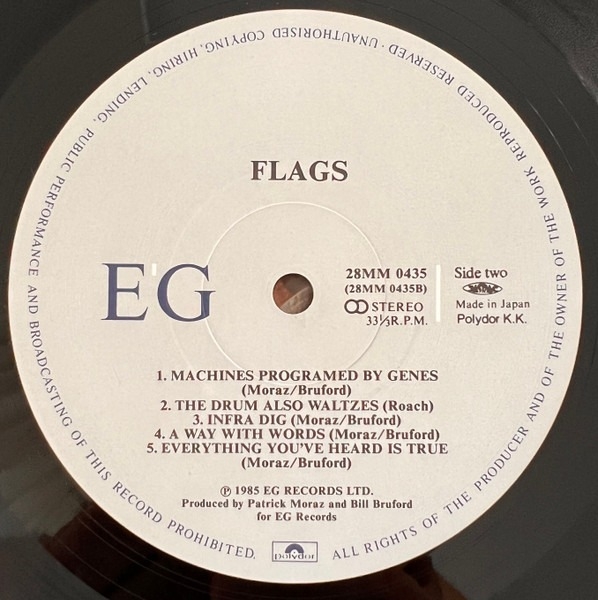 ALL RIGHTS OF THE PRODUCER AND OF THE OWNER OF THE WORK REPRODUCED RESERVED · UNAUTHORISED COPYING, HIRING, LENDING, PUBLIC PERFORMANCE AND BROADCASTING OF THIS RECORD PROHIBITED.
FLAGS
E'G
28MM 0435
(28MM 0435B)
STEREO
33⅓R.P.M.
Side two
Made in Japan
Polydor K.K.
1. MACHINES PROGRAMED BY GENES
(Moraz/Bruford)
2. THE DRUM ALSO WALTZES (Roach)
3. INFRA DIG (Moraz/Bruford)
4. A WAY WITH WORDS (Moraz/Bruford)
5. EVERYTHING YOU'VE HEARD IS TRUE
(Moraz/Bruford)
℗ 1985 EG RECORDS LTD.
Produced by Patrick Moraz and Bill Bruford
for EG Records
polydor